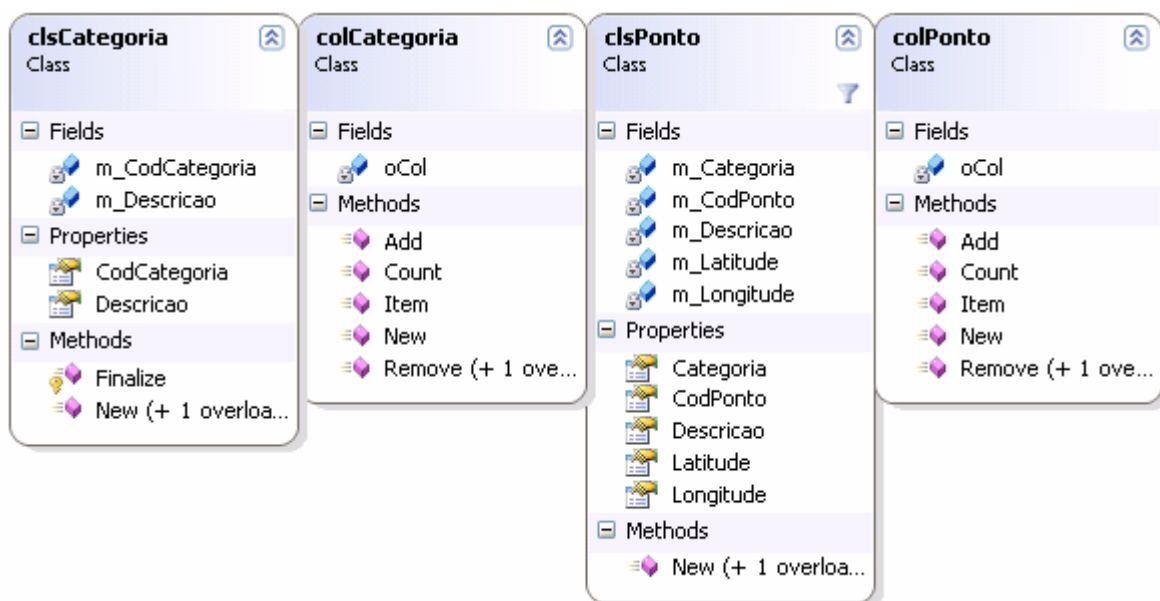 clsCategoria
Class
Fields
m_CodCategoria
m_Descricao
Properties
CodCategoria
Descricao
Methods
Finalize
New (+ 1 overloa...
colCategoria
Class
Fields
oCol
Methods
Add
Count
Item
New
Remove (+ 1 ove...
clsPonto
Class
Fields
m_Categoria
m_CodPonto
m_Descricao
m_Latitude
m_Longitude
Properties
Categoria
CodPonto
Descricao
Latitude
Longitude
Methods
New (+ 1 overloa...
colPonto
Class
Fields
oCol
Methods
Add
Count
Item
New
Remove (+ 1 ove...